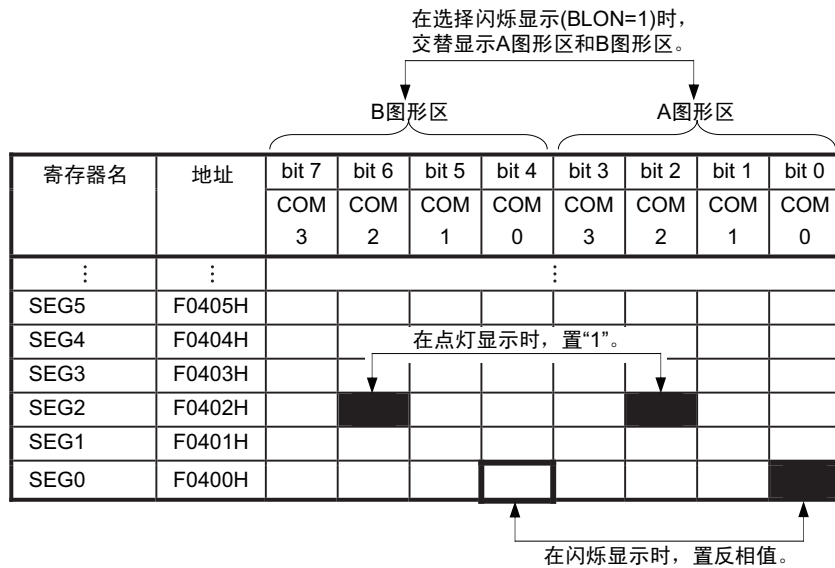 在选择闪烁显示(BLON=1)时，
交替显示A图形区和B图形区。
B图形区 A图形区
寄存器名 地址 bit 7 bit 6 bit 5 bit 4 bit 3 bit 2 bit 1 bit 0
COM COM COM COM COM COM COM COM
3 2 1 0 3 2 1 0
⋮ ⋮ ⋮
SEG5 F0405H
SEG4 F0404H
在点灯显示时，置“1”。
SEG3 F0403H
SEG2 F0402H
SEG1 F0401H
SEG0 F0400H
在闪烁显示时，置反相值。